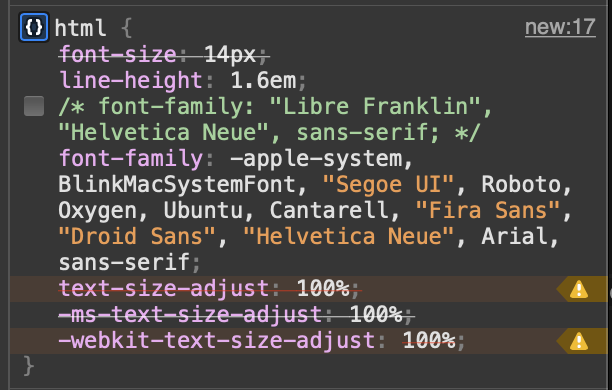 {} html { new:17
font-size: 14px;
line-height: 1.6em;
/* font-family: "Libre Franklin",
"Helvetica Neue", sans-serif; */
font-family: -apple-system,
BlinkMacSystemFont, "Segoe UI", Roboto,
Oxygen, Ubuntu, Cantarell, "Fira Sans",
"Droid Sans", "Helvetica Neue", Arial,
sans-serif;
text-size-adjust: 100%;
-ms-text-size-adjust: 100%;
-webkit-text-size-adjust: 100%;
}